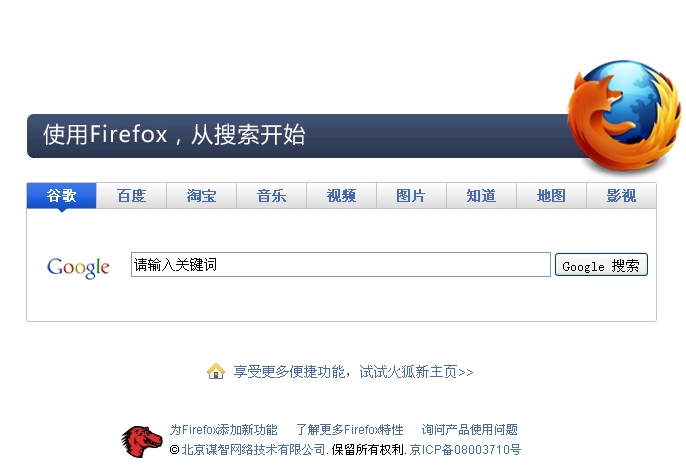 使用Firefox，从搜索开始
谷歌 百度 淘宝 音乐 视频 图片 知道 地图 影视
Google 请输入关键词 Google 搜索
享受更多便捷功能，试试火狐新主页>>
为Firefox添加新功能 了解更多Firefox特性 询问产品使用问题
© 北京谋智网络技术有限公司. 保留所有权利. 京ICP备08003710号